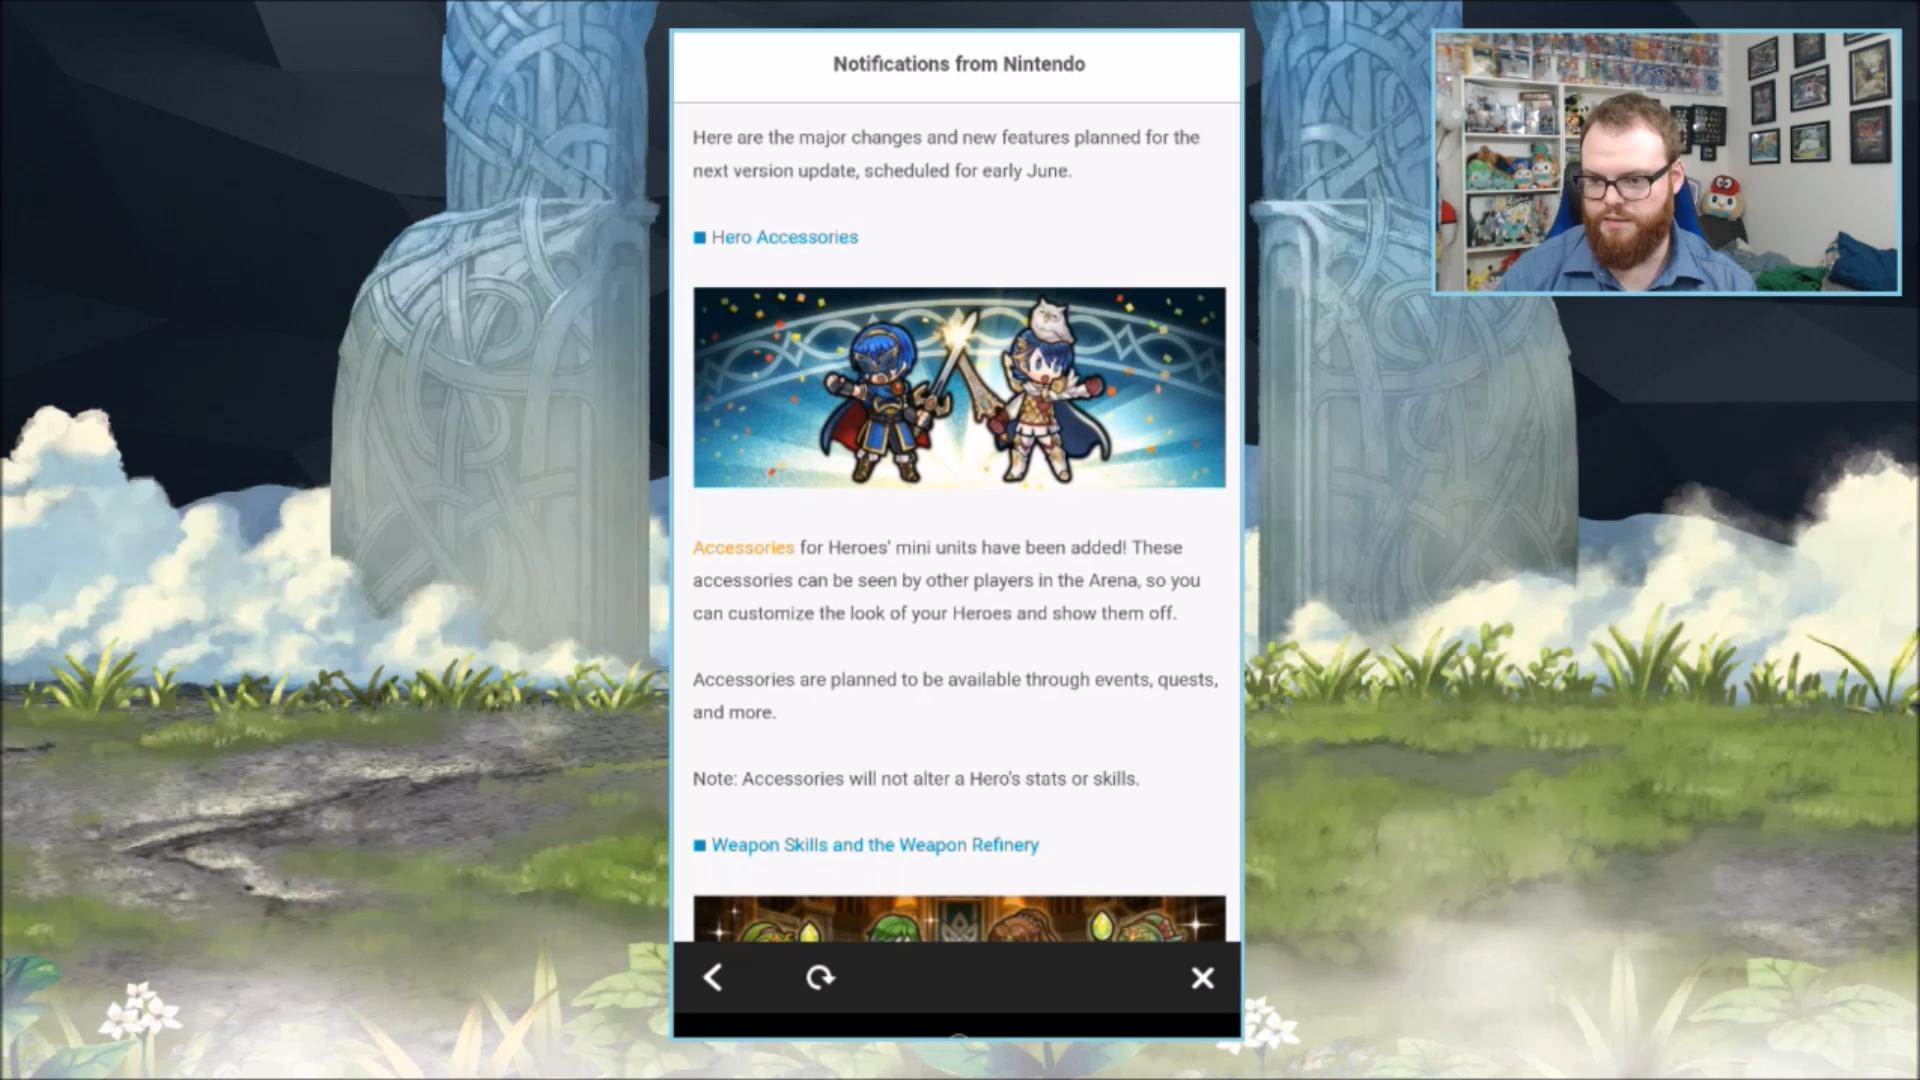 Notifications from Nintendo
Here are the major changes and new features planned for the
next version update, scheduled for early June.
■ Hero Accessories
Accessories for Heroes' mini units have been added! These
accessories can be seen by other players in the Arena, so you
can customize the look of your Heroes and show them off.
Accessories are planned to be available through events, quests,
and more.
Note: Accessories will not alter a Hero's stats or skills.
■ Weapon Skills and the Weapon Refinery